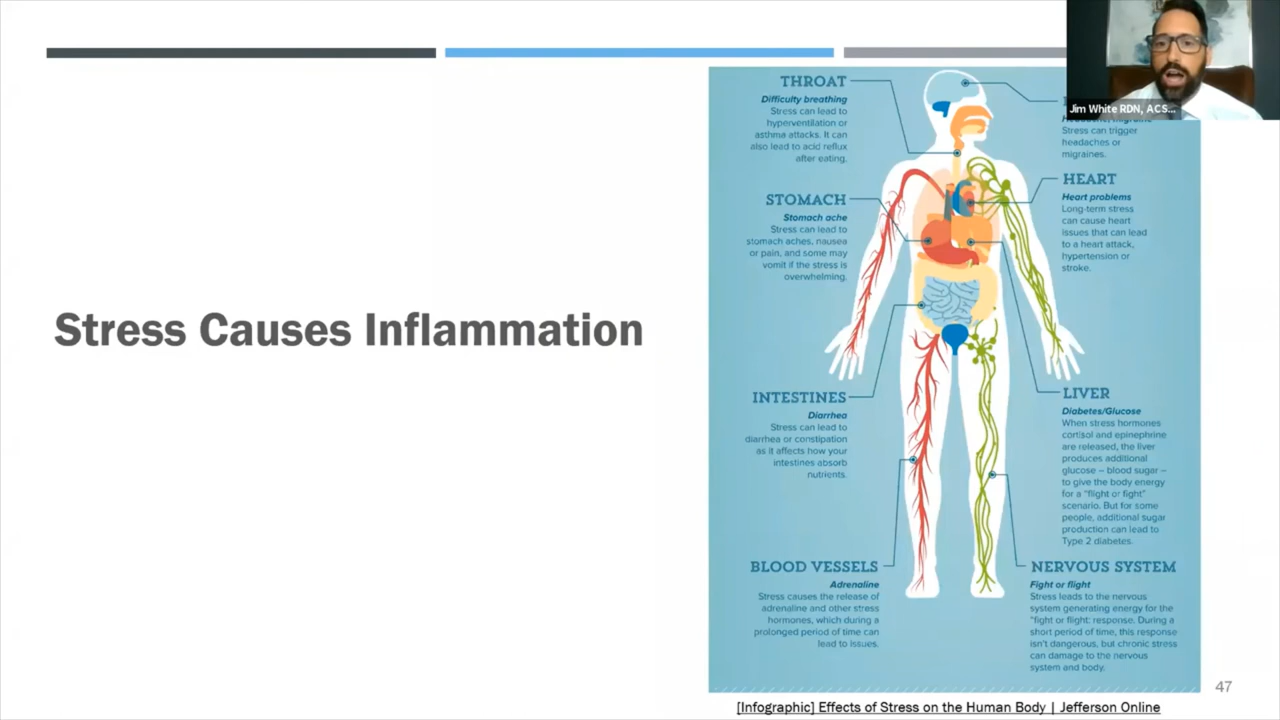 Jim White RDN, ACS...
Stress Causes Inflammation
THROAT
Difficulty breathing
Stress can lead to
hyperventilation or
asthma attacks. It can
also lead to acid reflux
after eating.
STOMACH
Stomach ache
Stress can lead to
stomach aches, nausea
or pain, and some may
vomit if the stress is
overwhelming.
INTESTINES
Diarrhea
Stress can lead to
diarrhea or constipation
as it affects how your
intestines absorb
nutrients.
BLOOD VESSELS
Adrenaline
Stress causes the release of
adrenaline and other stress
hormones, which during a
prolonged period of time can
lead to issues.
Stress can trigger
headaches or
migraines.
HEART
Heart problems
Long-term stress
can cause heart
issues that can lead
to a heart attack,
hypertension or
stroke.
LIVER
Diabetes/Glucose
When stress hormones
cortisol and epinephrine
are released, the liver
produces additional
glucose – blood sugar –
to give the body energy
for a "flight or fight"
scenario. But for some
people, additional sugar
production can lead to
Type 2 diabetes.
NERVOUS SYSTEM
Fight or flight
Stress leads to the nervous
system generating energy for the
"fight or flight: response. During a
short period of time, this response
isn't dangerous, but chronic stress
can damage to the nervous
system and body.
47
[Infographic] Effects of Stress on the Human Body | Jefferson Online